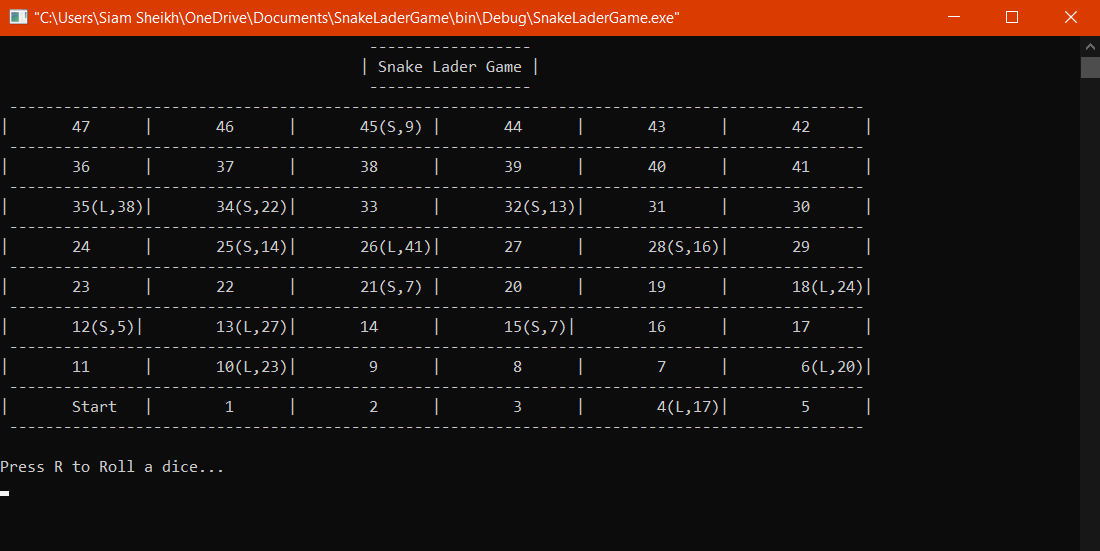 "C:\Users\Siam Sheikh\OneDrive\Documents\SnakeLaderGame\bin\Debug\SnakeLaderGame.exe"
------------------
| Snake Lader Game |
------------------
-----------------------------------------------------------------------------------------------
| 47 | 46 | 45(S,9) | 44 | 43 | 42 |
-----------------------------------------------------------------------------------------------
| 36 | 37 | 38 | 39 | 40 | 41 |
-----------------------------------------------------------------------------------------------
| 35(L,38)| 34(S,22)| 33 | 32(S,13)| 31 | 30 |
-----------------------------------------------------------------------------------------------
| 24 | 25(S,14)| 26(L,41)| 27 | 28(S,16)| 29 |
-----------------------------------------------------------------------------------------------
| 23 | 22 | 21(S,7) | 20 | 19 | 18(L,24)|
-----------------------------------------------------------------------------------------------
| 12(S,5)| 13(L,27)| 14 | 15(S,7)| 16 | 17 |
-----------------------------------------------------------------------------------------------
| 11 | 10(L,23)| 9 | 8 | 7 | 6(L,20)|
-----------------------------------------------------------------------------------------------
| Start | 1 | 2 | 3 | 4(L,17)| 5 |
-----------------------------------------------------------------------------------------------
Press R to Roll a dice...